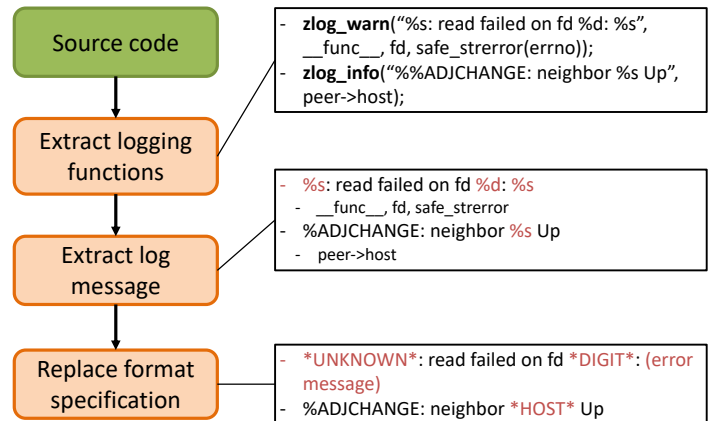 Source code
Extract logging
functions
Extract log
message
Replace format
specification
- zlog_warn(“%s: read failed on fd %d: %s”,
__func__, fd, safe_strerror(errno));
- zlog_info(“%%ADJCHANGE: neighbor %s Up”,
peer->host);
- %s: read failed on fd %d: %s
- __func__, fd, safe_strerror
- %ADJCHANGE: neighbor %s Up
- peer->host
- *UNKNOWN*: read failed on fd *DIGIT*: (error
message)
- %ADJCHANGE: neighbor *HOST* Up